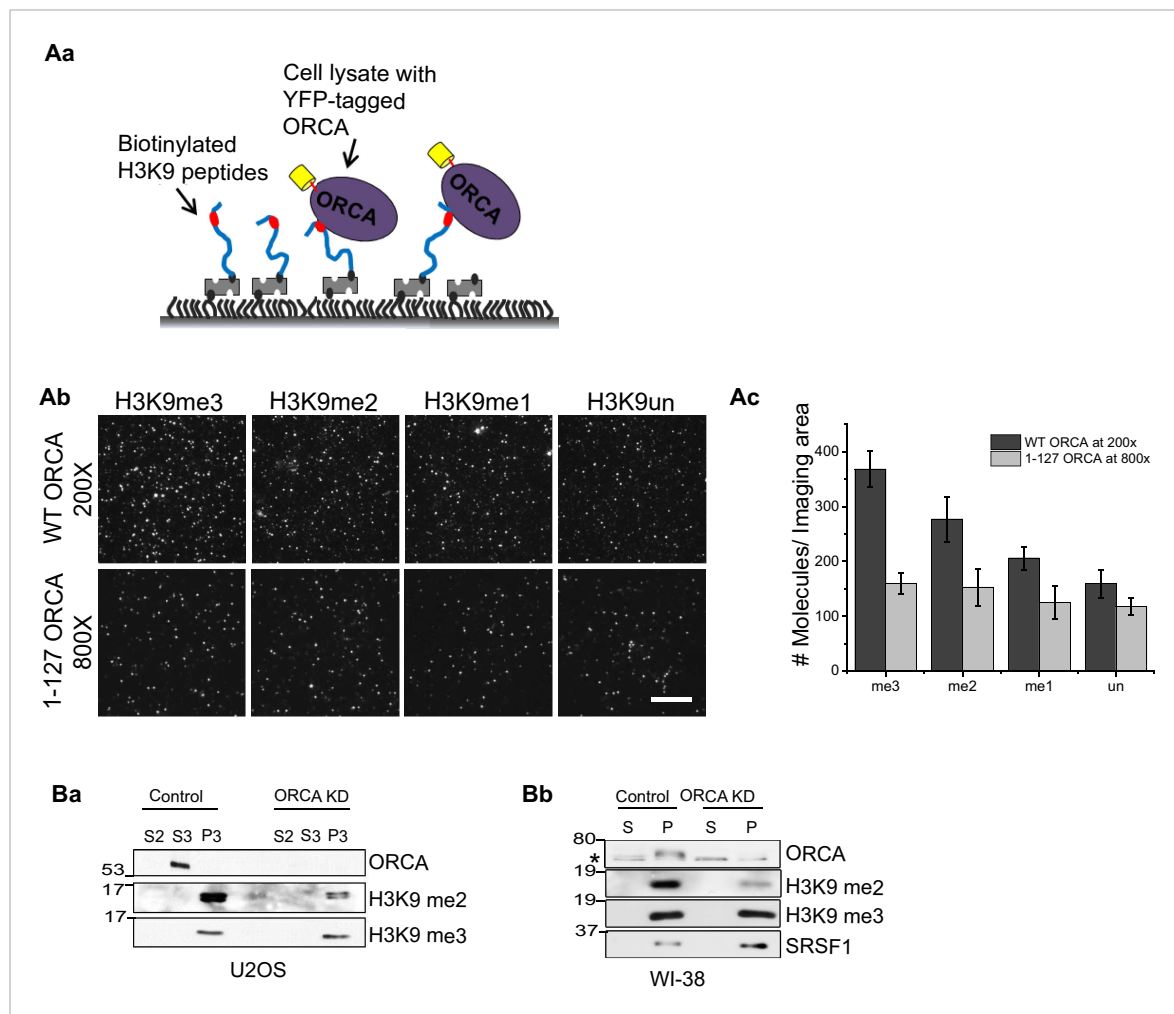 Aa
Cell lysate with
YFP-tagged
ORCA
Biotinylated
H3K9 peptides
ORCA
ORCA
Ab
H3K9me3 H3K9me2 H3K9me1 H3K9un
WT ORCA
200X
1-127 ORCA
800X
Ac
WT ORCA at 200x
1-127 ORCA at 800x
# Molecules/ Imaging area
400
300
200
100
0
me3 me2 me1 un
Ba
Control ORCA KD
S2 S3 P3 S2 S3 P3
53 ORCA
17 H3K9 me2
17 H3K9 me3
U2OS
Bb
Control ORCA KD
S P S P
80
* ORCA
19 H3K9 me2
19 H3K9 me3
37 SRSF1
WI-38